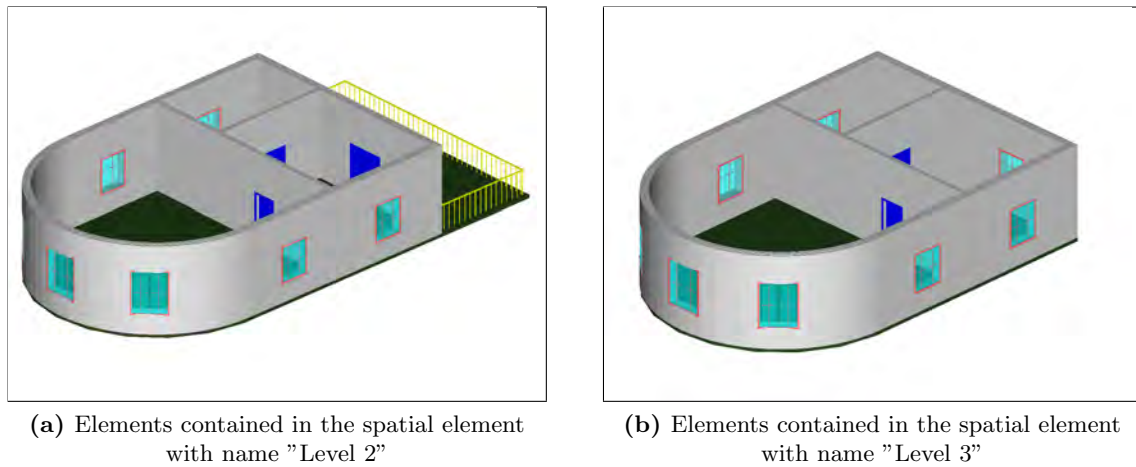 (a) Elements contained in the spatial element
with name ”Level 2”
(b) Elements contained in the spatial element
with name ”Level 3”